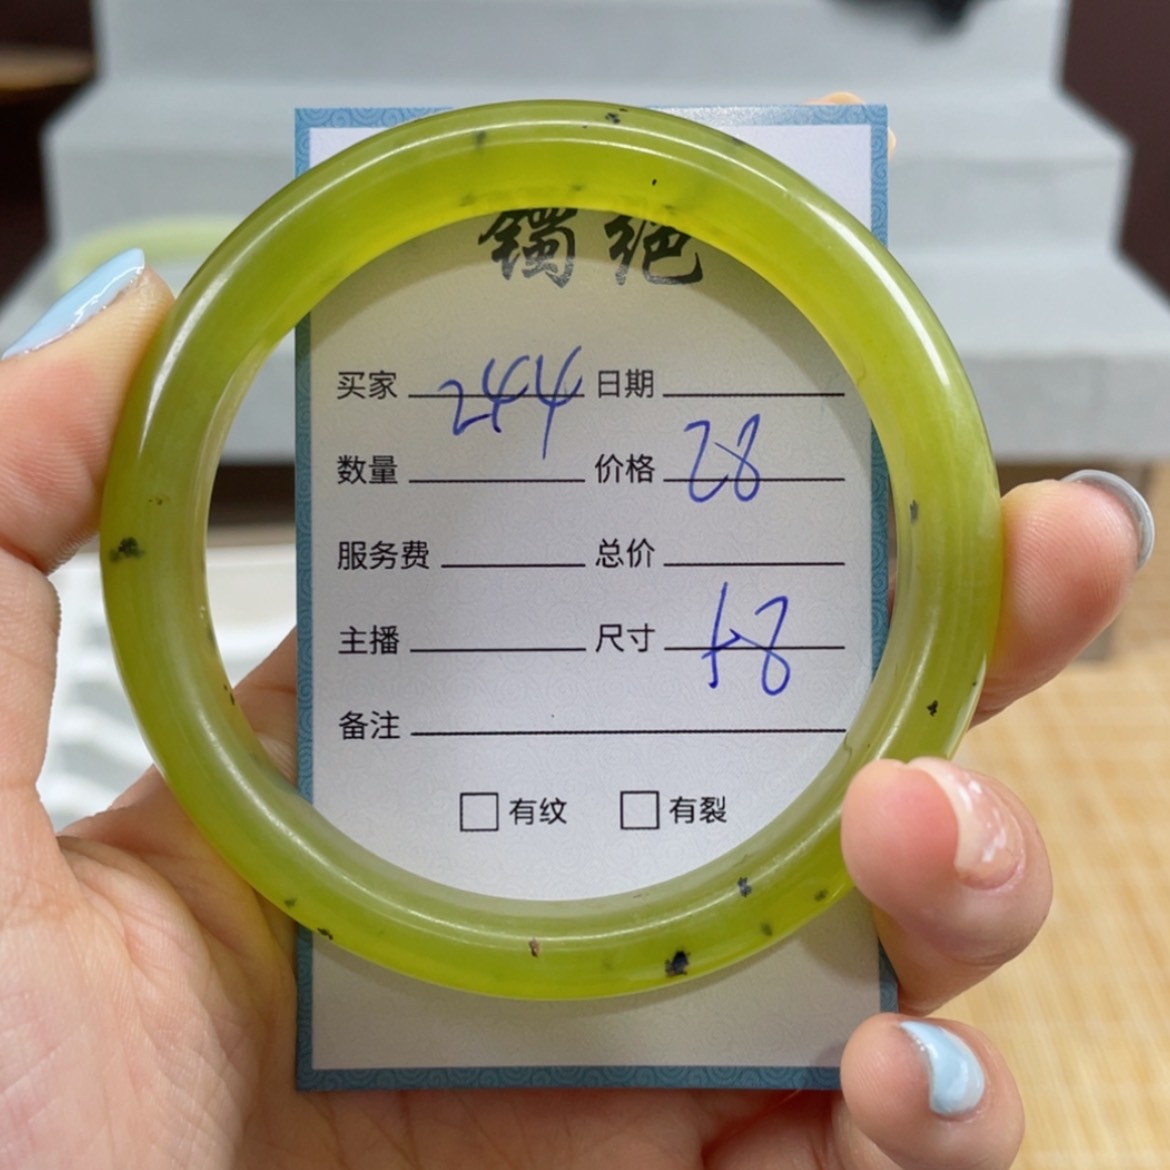 镯绝
买家 244 日期
数量 价格 28
服务费 总价
主播 尺寸 58
备注
有纹 有裂